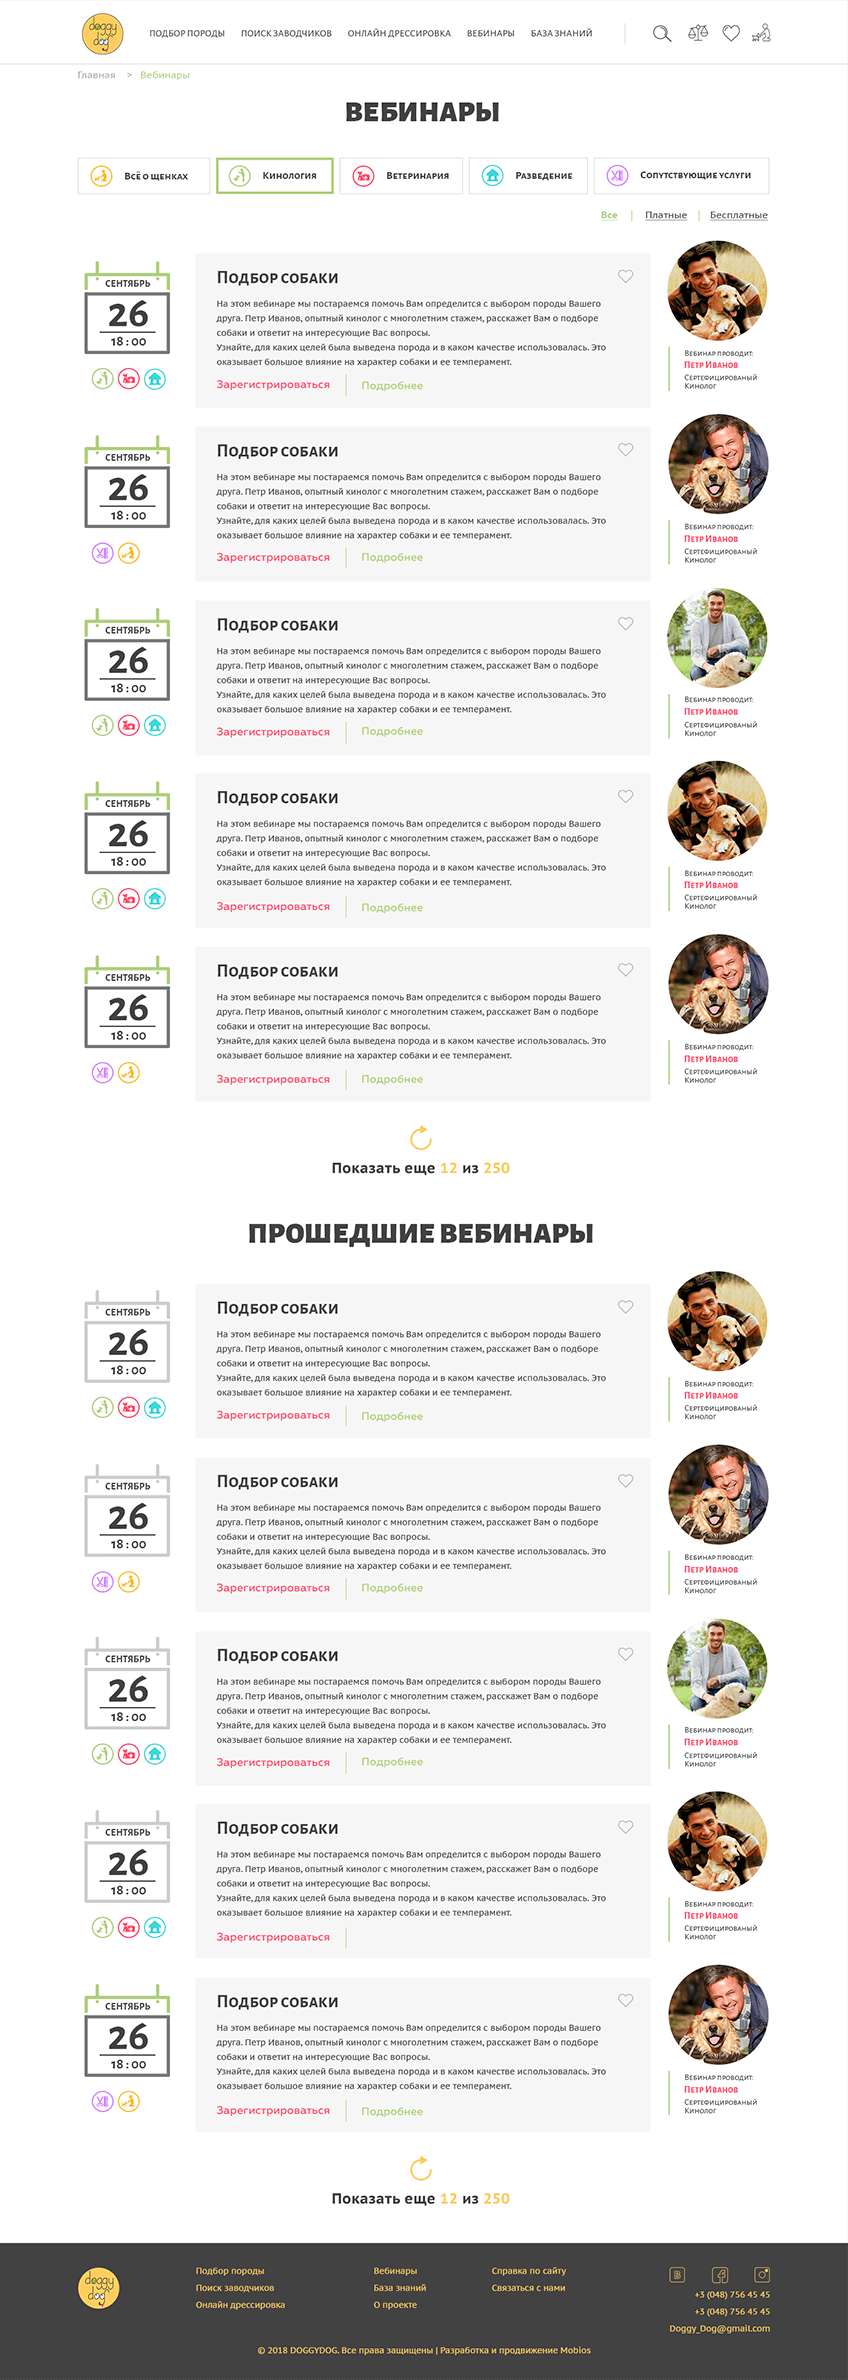 doggy dog
ПОДБОР ПОРОДЫ ПОИСК ЗАВОДЧИКОВ ОНЛАЙН ДРЕССИРОВКА ВЕБИНАРЫ БАЗА ЗНАНИЙ
Главная > Вебинары
ВЕБИНАРЫ
Всё о щенках Кинология Ветеринария Разведение Сопутствующие услуги
Все | Платные | Бесплатные
СЕНТЯБРЬ
26
18:00
Подбор собаки
На этом вебинаре мы постараемся помочь Вам определится с выбором породы Вашего
друга. Петр Иванов, опытный кинолог с многолетним стажем, расскажет Вам о подборе
собаки и ответит на интересующие Вас вопросы.
Узнайте, для каких целей была выведена порода и в каком качестве использовалась. Это
оказывает большое влияние на характер собаки и ее темперамент.
Зарегистрироваться | Подробнее
Вебинар проводит:
Петр Иванов
Сертефицированый
Кинолог
СЕНТЯБРЬ
26
18:00
Подбор собаки
На этом вебинаре мы постараемся помочь Вам определится с выбором породы Вашего
друга. Петр Иванов, опытный кинолог с многолетним стажем, расскажет Вам о подборе
собаки и ответит на интересующие Вас вопросы.
Узнайте, для каких целей была выведена порода и в каком качестве использовалась. Это
оказывает большое влияние на характер собаки и ее темперамент.
Зарегистрироваться | Подробнее
Вебинар проводит:
Петр Иванов
Сертефицированый
Кинолог
СЕНТЯБРЬ
26
18:00
Подбор собаки
На этом вебинаре мы постараемся помочь Вам определится с выбором породы Вашего
друга. Петр Иванов, опытный кинолог с многолетним стажем, расскажет Вам о подборе
собаки и ответит на интересующие Вас вопросы.
Узнайте, для каких целей была выведена порода и в каком качестве использовалась. Это
оказывает большое влияние на характер собаки и ее темперамент.
Зарегистрироваться | Подробнее
Вебинар проводит:
Петр Иванов
Сертефицированый
Кинолог
СЕНТЯБРЬ
26
18:00
Подбор собаки
На этом вебинаре мы постараемся помочь Вам определится с выбором породы Вашего
друга. Петр Иванов, опытный кинолог с многолетним стажем, расскажет Вам о подборе
собаки и ответит на интересующие Вас вопросы.
Узнайте, для каких целей была выведена порода и в каком качестве использовалась. Это
оказывает большое влияние на характер собаки и ее темперамент.
Зарегистрироваться | Подробнее
Вебинар проводит:
Петр Иванов
Сертефицированый
Кинолог
СЕНТЯБРЬ
26
18:00
Подбор собаки
На этом вебинаре мы постараемся помочь Вам определится с выбором породы Вашего
друга. Петр Иванов, опытный кинолог с многолетним стажем, расскажет Вам о подборе
собаки и ответит на интересующие Вас вопросы.
Узнайте, для каких целей была выведена порода и в каком качестве использовалась. Это
оказывает большое влияние на характер собаки и ее темперамент.
Зарегистрироваться | Подробнее
Вебинар проводит:
Петр Иванов
Сертефицированый
Кинолог
Показать еще 12 из 250
ПРОШЕДШИЕ ВЕБИНАРЫ
СЕНТЯБРЬ
26
18:00
Подбор собаки
На этом вебинаре мы постараемся помочь Вам определится с выбором породы Вашего
друга. Петр Иванов, опытный кинолог с многолетним стажем, расскажет Вам о подборе
собаки и ответит на интересующие Вас вопросы.
Узнайте, для каких целей была выведена порода и в каком качестве использовалась. Это
оказывает большое влияние на характер собаки и ее темперамент.
Зарегистрироваться | Подробнее
Вебинар проводит:
Петр Иванов
Сертефицированый
Кинолог
СЕНТЯБРЬ
26
18:00
Подбор собаки
На этом вебинаре мы постараемся помочь Вам определится с выбором породы Вашего
друга. Петр Иванов, опытный кинолог с многолетним стажем, расскажет Вам о подборе
собаки и ответит на интересующие Вас вопросы.
Узнайте, для каких целей была выведена порода и в каком качестве использовалась. Это
оказывает большое влияние на характер собаки и ее темперамент.
Зарегистрироваться | Подробнее
Вебинар проводит:
Петр Иванов
Сертефицированый
Кинолог
СЕНТЯБРЬ
26
18:00
Подбор собаки
На этом вебинаре мы постараемся помочь Вам определится с выбором породы Вашего
друга. Петр Иванов, опытный кинолог с многолетним стажем, расскажет Вам о подборе
собаки и ответит на интересующие Вас вопросы.
Узнайте, для каких целей была выведена порода и в каком качестве использовалась. Это
оказывает большое влияние на характер собаки и ее темперамент.
Зарегистрироваться | Подробнее
Вебинар проводит:
Петр Иванов
Сертефицированый
Кинолог
СЕНТЯБРЬ
26
18:00
Подбор собаки
На этом вебинаре мы постараемся помочь Вам определится с выбором породы Вашего
друга. Петр Иванов, опытный кинолог с многолетним стажем, расскажет Вам о подборе
собаки и ответит на интересующие Вас вопросы.
Узнайте, для каких целей была выведена порода и в каком качестве использовалась. Это
оказывает большое влияние на характер собаки и ее темперамент.
Зарегистрироваться |
Вебинар проводит:
Петр Иванов
Сертефицированый
Кинолог
СЕНТЯБРЬ
26
18:00
Подбор собаки
На этом вебинаре мы постараемся помочь Вам определится с выбором породы Вашего
друга. Петр Иванов, опытный кинолог с многолетним стажем, расскажет Вам о подборе
собаки и ответит на интересующие Вас вопросы.
Узнайте, для каких целей была выведена порода и в каком качестве использовалась. Это
оказывает большое влияние на характер собаки и ее темперамент.
Зарегистрироваться | Подробнее
Вебинар проводит:
Петр Иванов
Сертефицированый
Кинолог
Показать еще 12 из 250
doggy dog
Подбор породы
Поиск заводчиков
Онлайн дрессировка
Вебинары
База знаний
О проекте
Справка по сайту
Связаться с нами
+3 (048) 756 45 45
+3 (048) 756 45 45
Doggy_Dog@gmail.com
© 2018 DOGGYDOG. Все права защищены | Разработка и продвижение Mobios